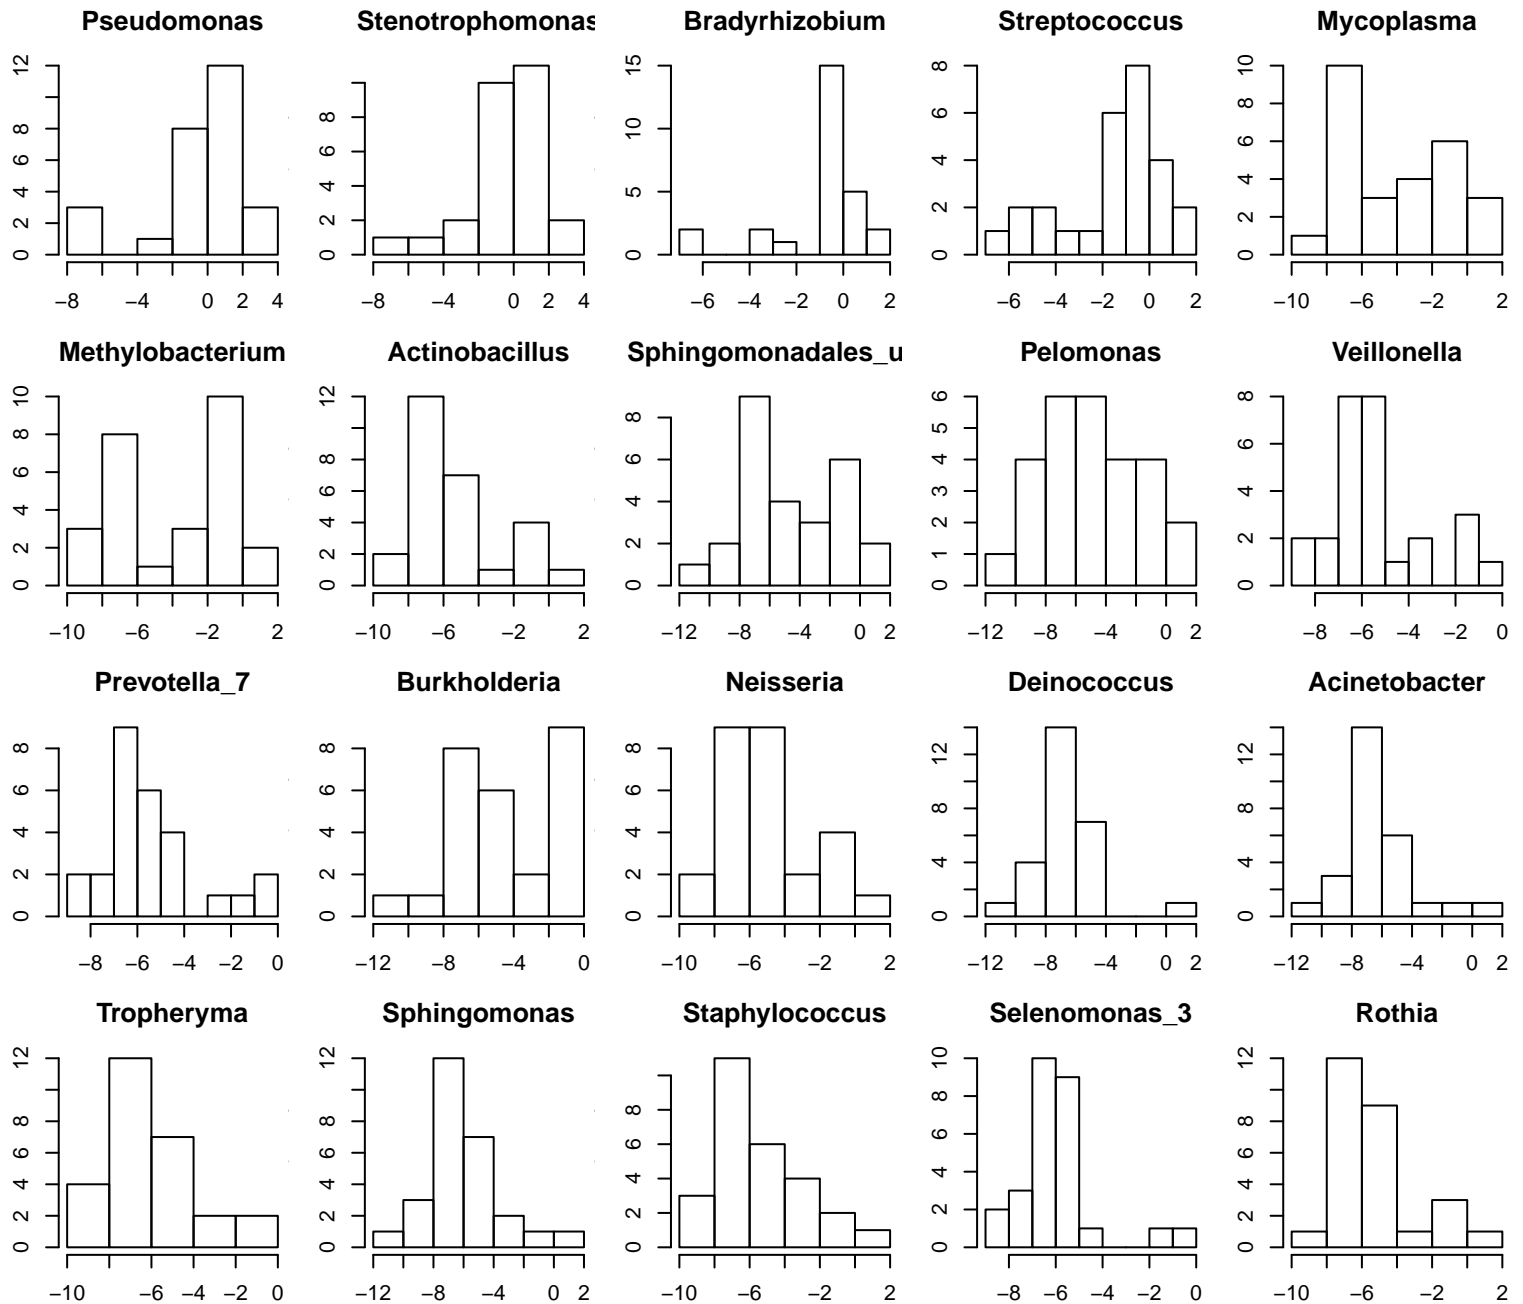 Pseudomonas Stenotrophomonas Bradyrhizobium Streptococcus Mycoplasma
0 2 4 6 8 12 0 2 4 6 8 0 5 10 15 0 2 4 6 8 0 2 4 6 8 10
−8 −4 0 2 4 −8 −4 0 2 4 −6 −4 −2 0 2 −6 −4 −2 0 2 −10 −6 −2 2
Methylobacterium Actinobacillus Sphingomonadales_u Pelomonas Veillonella
0 2 4 6 8 10 0 2 4 6 8 12 0 2 4 6 8 0 1 2 3 4 5 6 0 2 4 6 8
−10 −6 −2 2 −10 −6 −2 2 −12 −8 −4 0 2 −12 −8 −4 0 2 −8 −6 −4 −2 0
Prevotella_7 Burkholderia Neisseria Deinococcus Acinetobacter
0 2 4 6 8 0 2 4 6 8 0 2 4 6 8 0 4 8 12 0 4 8 12
−8 −6 −4 −2 0 −12 −8 −4 0 −10 −6 −2 2 −12 −8 −4 0 2 −12 −8 −4 0 2
Tropheryma Sphingomonas Staphylococcus Selenomonas_3 Rothia
0 2 4 6 8 12 0 2 4 6 8 12 0 2 4 6 8 0 2 4 6 8 10 0 2 4 6 8 12
−10 −6 −4 −2 0 −12 −8 −4 0 2 −10 −6 −2 2 −8 −6 −4 −2 0 −10 −6 −2 2